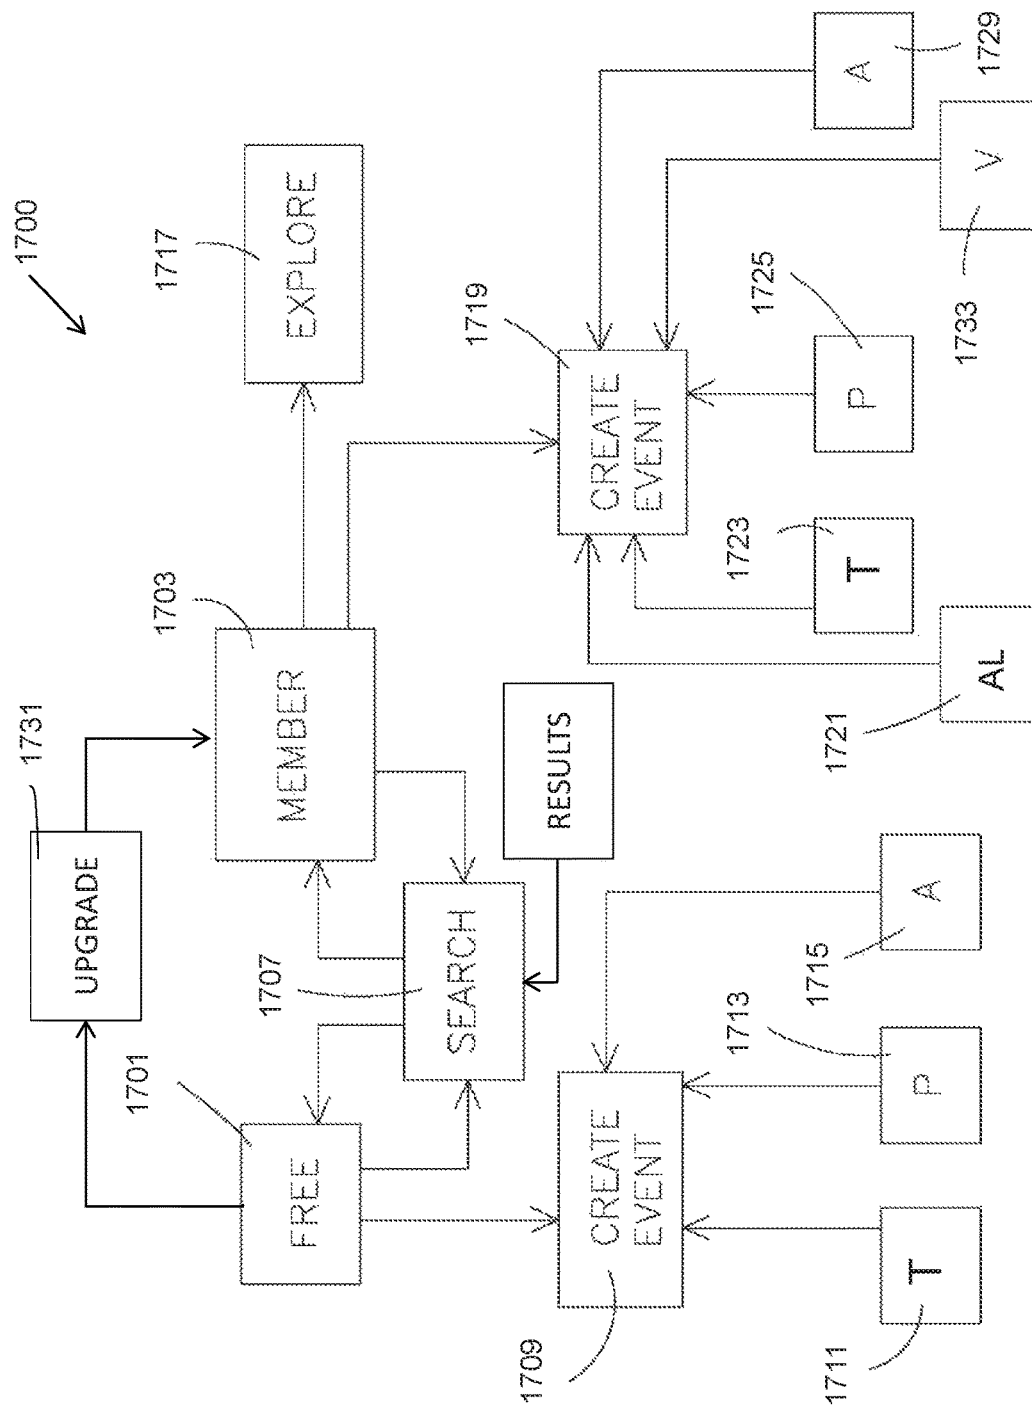 1700
1731
UPGRADE
1701
FREE
1703
MEMBER
1717
EXPLORE
1707
SEARCH
RESULTS
1709
CREATE
EVENT
1719
CREATE
EVENT
1711
T
1713
P
1715
A
1721
AL
1723
T
1725
P
1733
V
1729
A